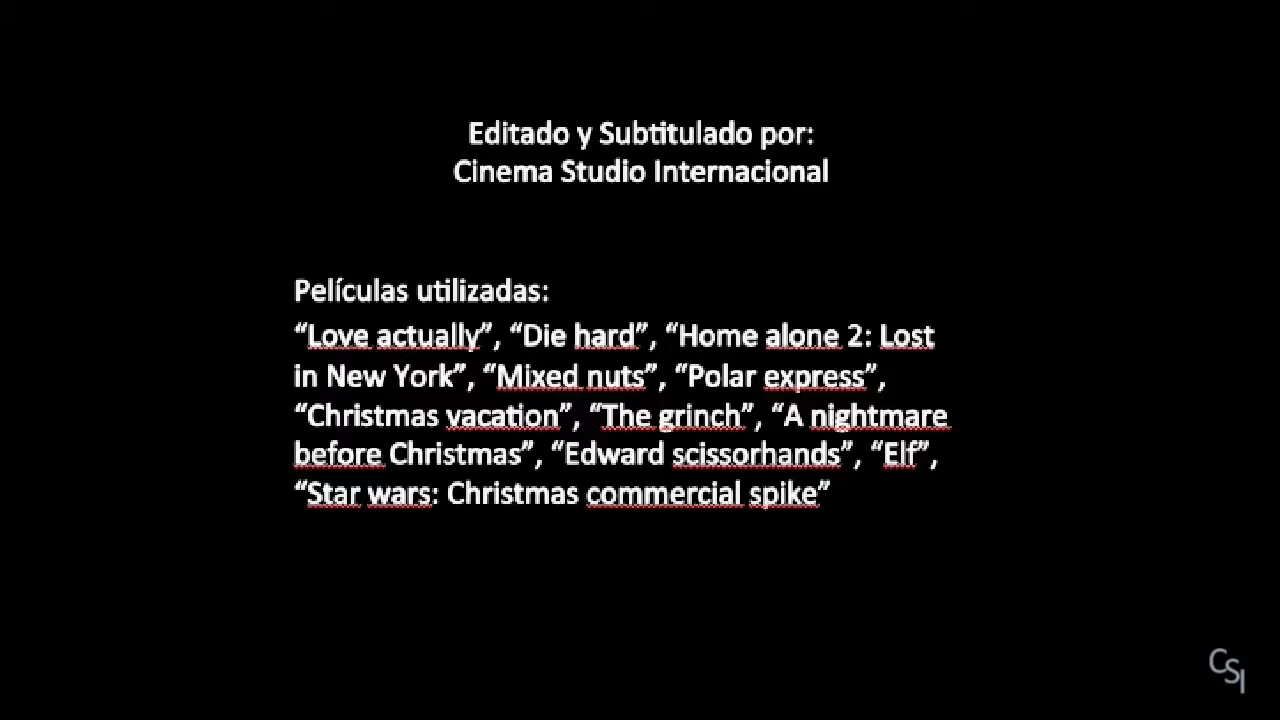 Editado y Subtitulado por:
Cinema Studio Internacional
Películas utilizadas:
“Love actually”, “Die hard”, “Home alone 2: Lost
in New York”, “Mixed nuts”, “Polar express”,
“Christmas vacation”, “The grinch”, “A nightmare
before Christmas”, “Edward scissorhands”, “Elf”,
“Star wars: Christmas commercial spike”
CSI